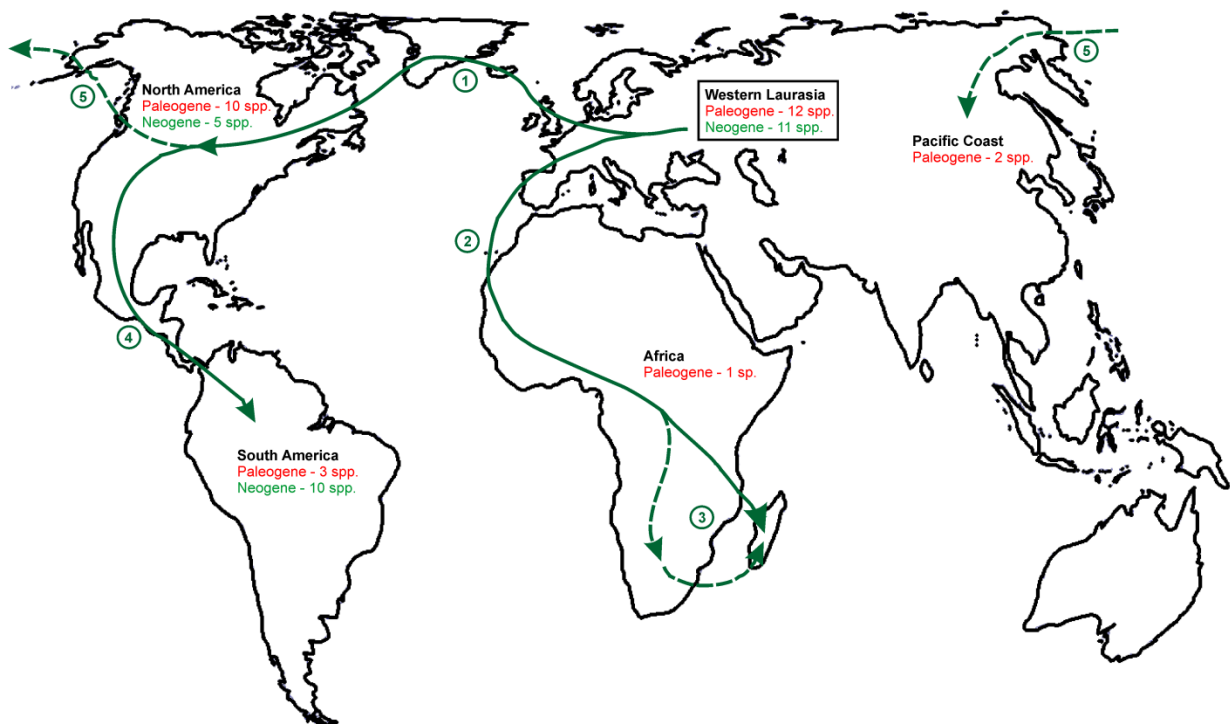 5
1
5
North America
Paleogene - 10 spp.
Neogene - 5 spp.
Western Laurasia
Paleogene - 12 spp.
Neogene - 11 spp.
Pacific Coast
Paleogene - 2 spp.
2
4
Africa
Paleogene - 1 sp.
South America
Paleogene - 3 spp.
Neogene - 10 spp.
3